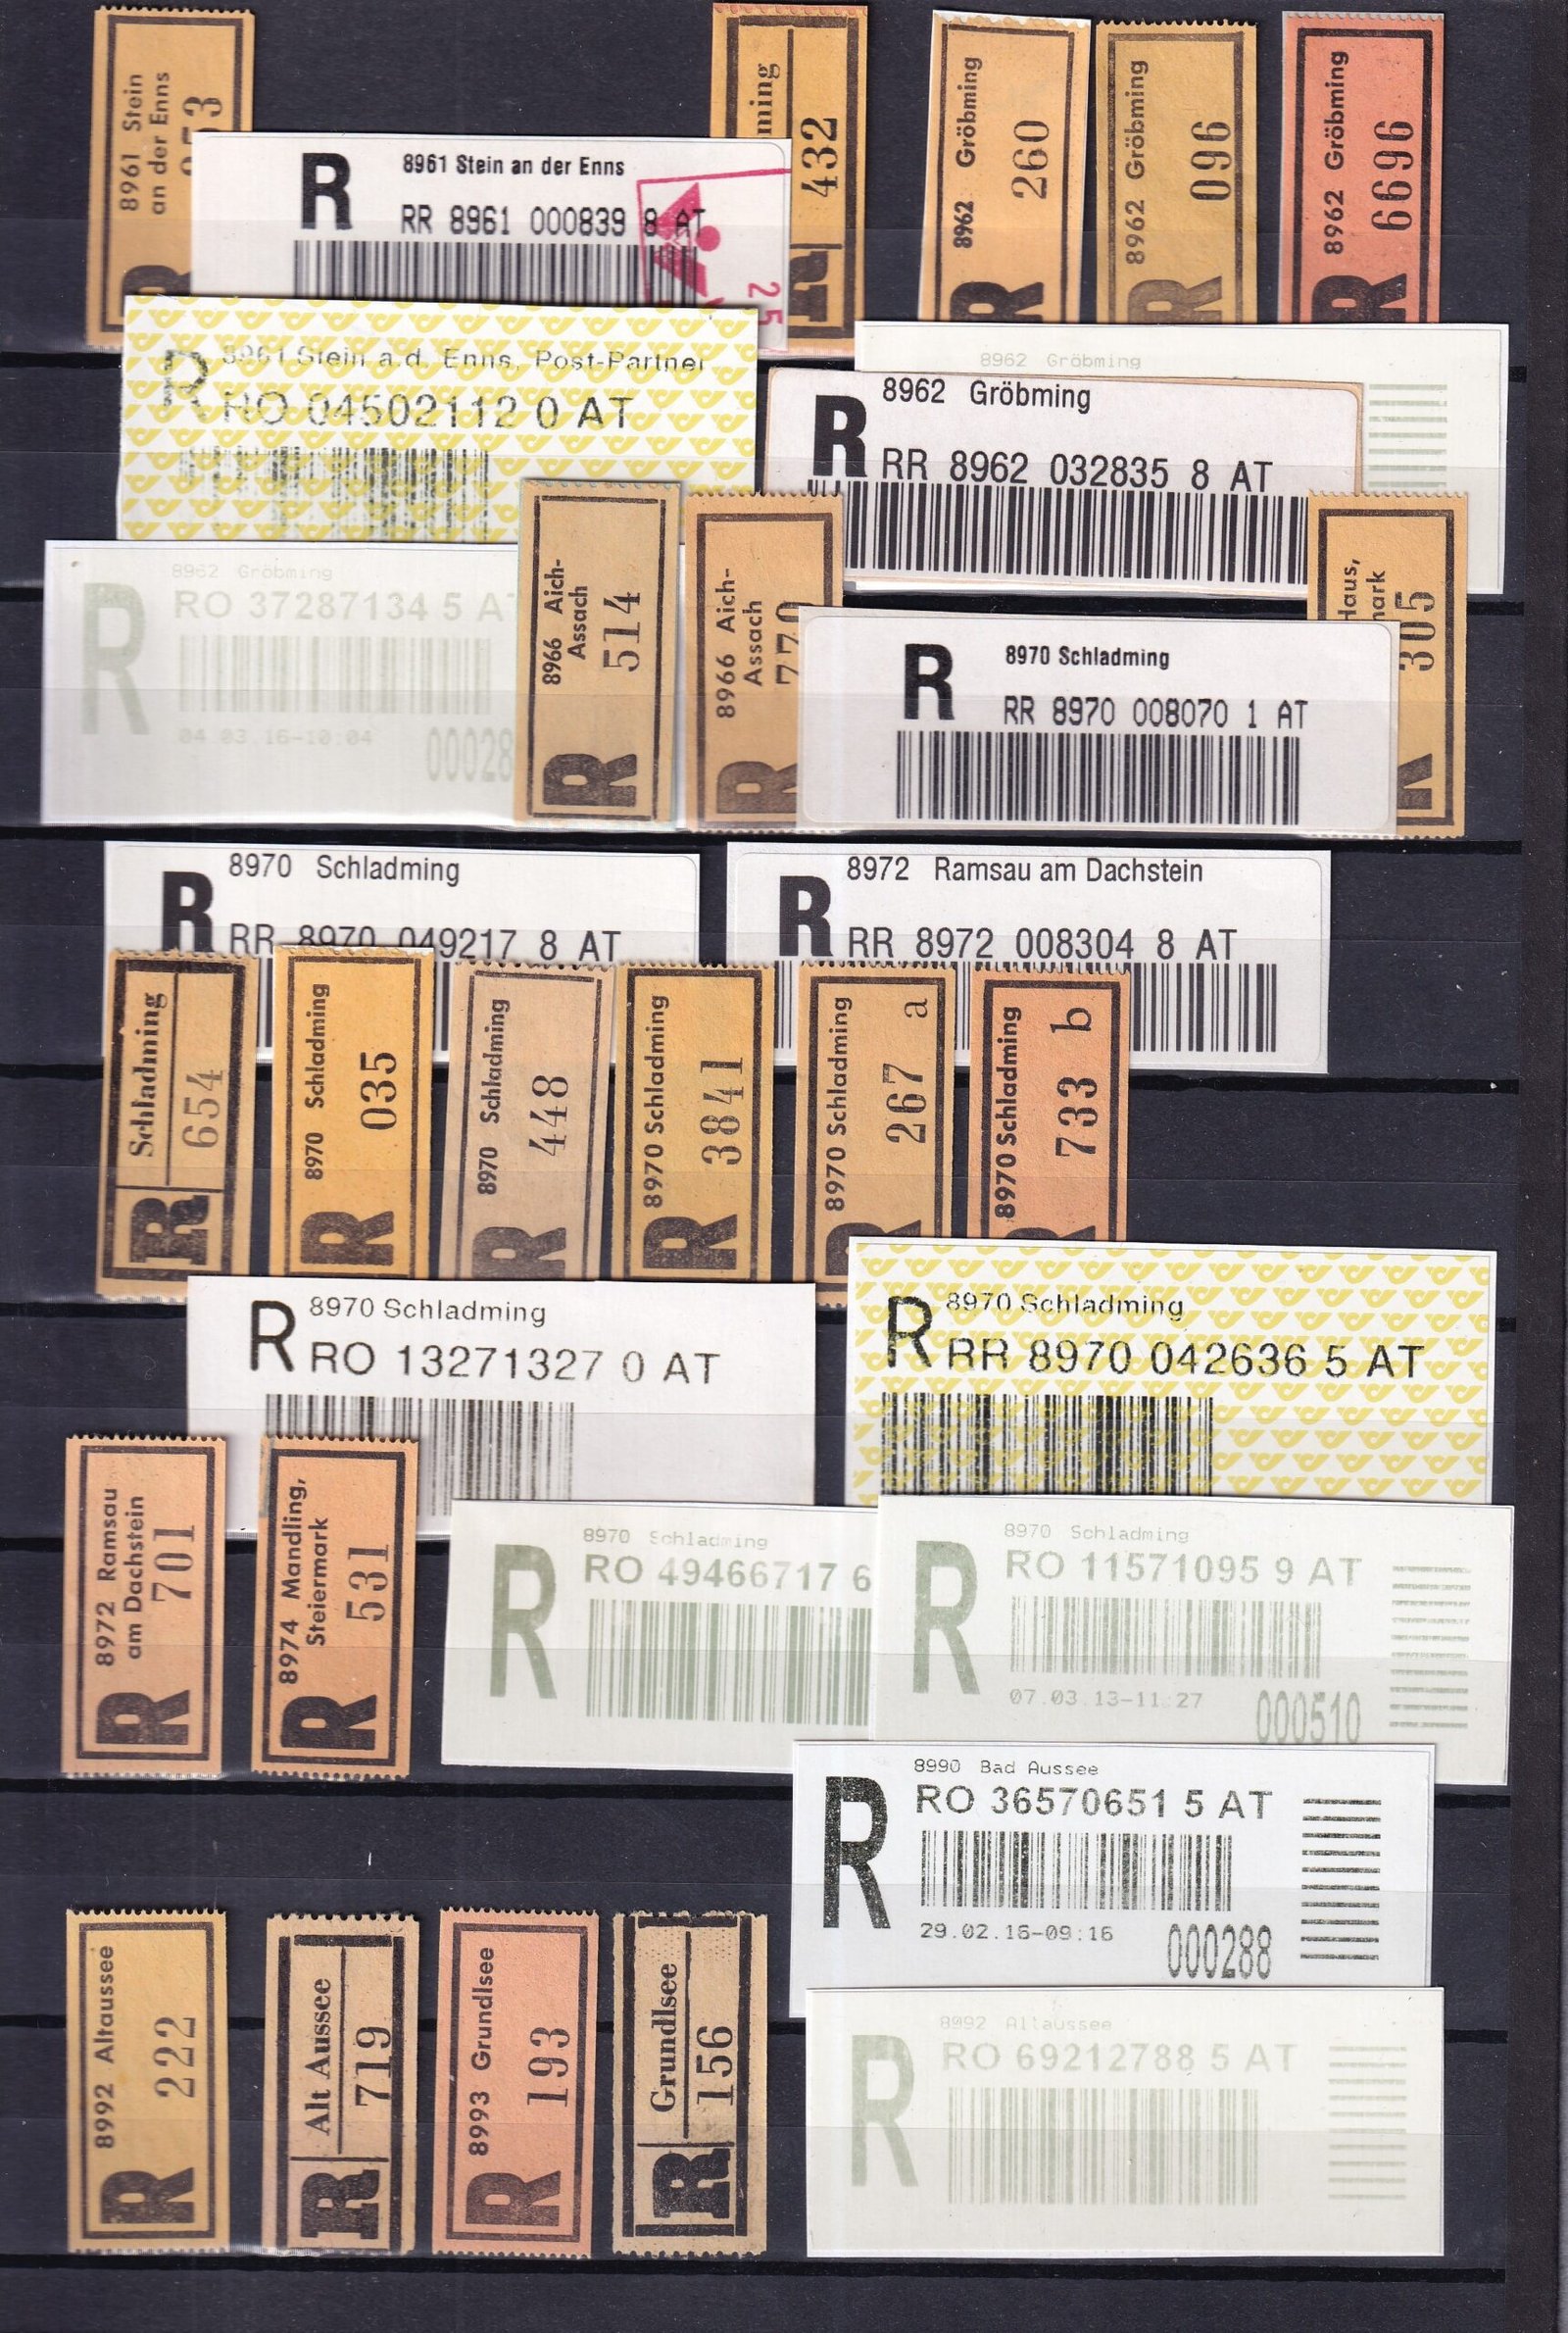 8961 Stein
an der Enns
R
8961 Stein an der Enns
RR 8961 000839 8 AT
25
ming
432
R
8962 Gröbming
260
R
8962 Gröbming
096
R
8962 Gröbming
6696
R
8961 Stein a.d. Enns, Post-Partner
RO 04502112 0 AT
8962 Gröbming
R
8962 Gröbming
RR 8962 032835 8 AT
R
8962 Gröbming
RO 37287134 5 AT
04.03.16-10:04
00028
R
8966 Aich-
Assach
514
R
8966 Aich-
Assach
R
8970 Schladming
RR 8970 008070 1 AT
Haus,
mark
305
R
8970 Schladming
RR 8970 049217 8 AT
R
8972 Ramsau am Dachstein
RR 8972 008304 8 AT
R
Schladming
654
R
8970 Schladming
035
R
8970 Schladming
448
R
8970 Schladming
3841
R
8970 Schladming
267 a
R
8970 Schladming
733 b
R
8970 Schladming
RO 13271327 0 AT
R
8970 Schladming
RR 8970 042636 5 AT
R
8972 Ramsau
am Dachstein
701
R
8974 Mandling,
Steiermark
531
R
8970 Schladming
RO 49466717 6
R
8970 Schladming
RO 11571095 9 AT
07.03.13-11:27
000510
R
8990 Bad Aussee
RO 36570651 5 AT
29.02.16-09:16
000288
R
8992 Altaussee
222
R
Alt Aussee
719
R
8993 Grundlsee
193
R
Grundlsee
156
R
8992 Altaussee
RO 69212788 5 AT